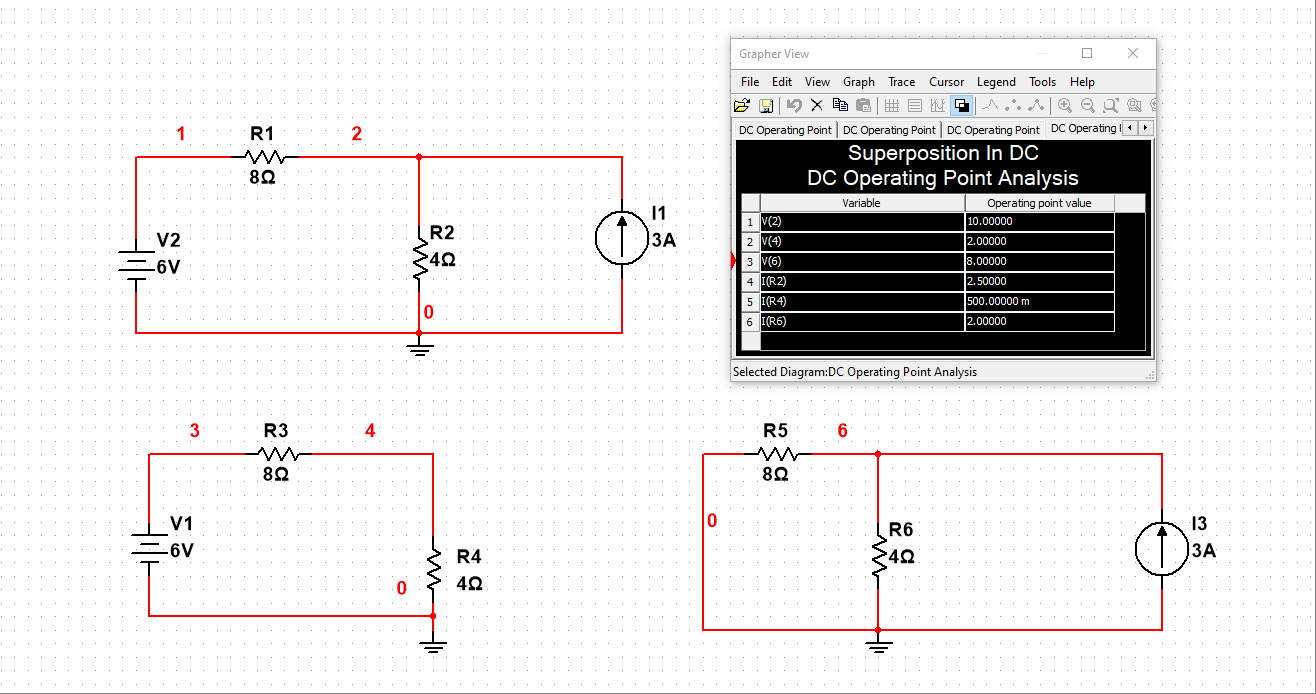 Grapher View
File Edit View Graph Trace Cursor Legend Tools Help
DC Operating Point DC Operating Point DC Operating Point DC Operating
Superposition In DC
DC Operating Point Analysis
Variable Operating point value
1 V(2) 10.00000
2 V(4) 2.00000
3 V(6) 8.00000
4 I(R2) 2.50000
5 I(R4) 500.00000 m
6 I(R6) 2.00000
Selected Diagram:DC Operating Point Analysis
1 R1 2
8Ω
I1
3A
V2
6V
R2
4Ω
0
3 R3 4
8Ω
V1
6V
R4
4Ω
0
R5 6
8Ω
0
R6
4Ω
I3
3A